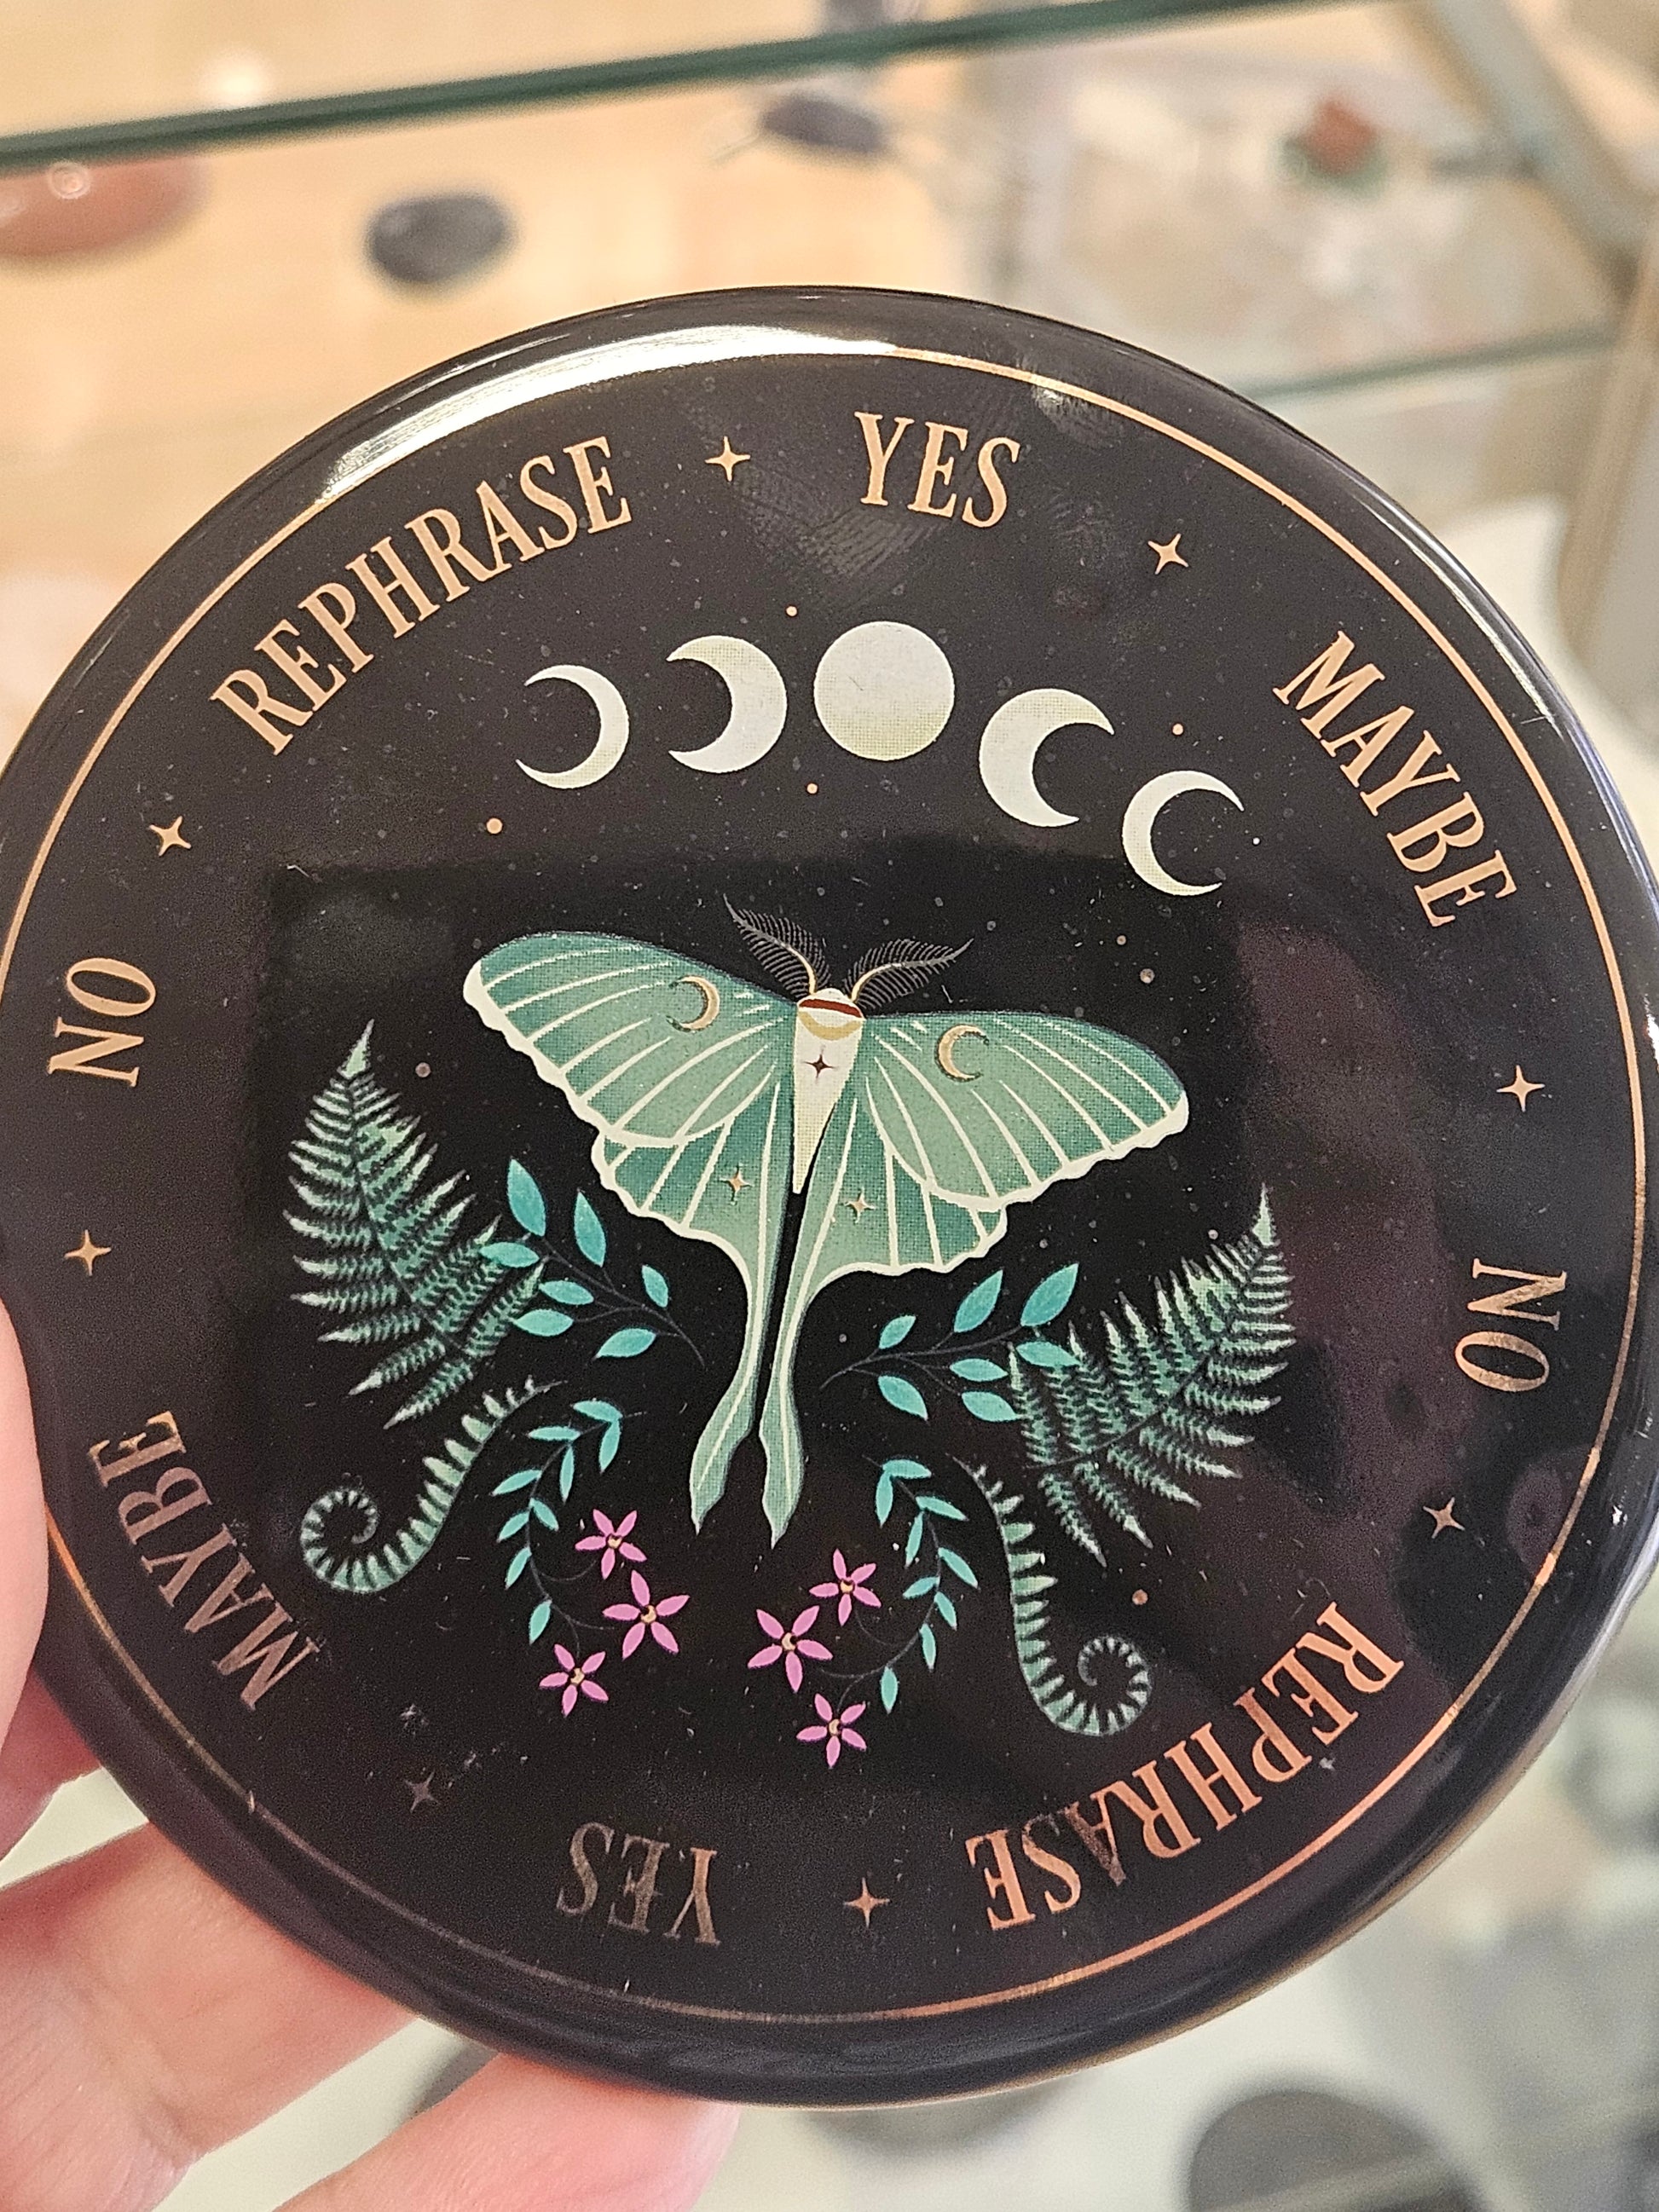 YES
MAYBE
NO
REPHRASE
YES
MAYBE
NO
REPHRASE